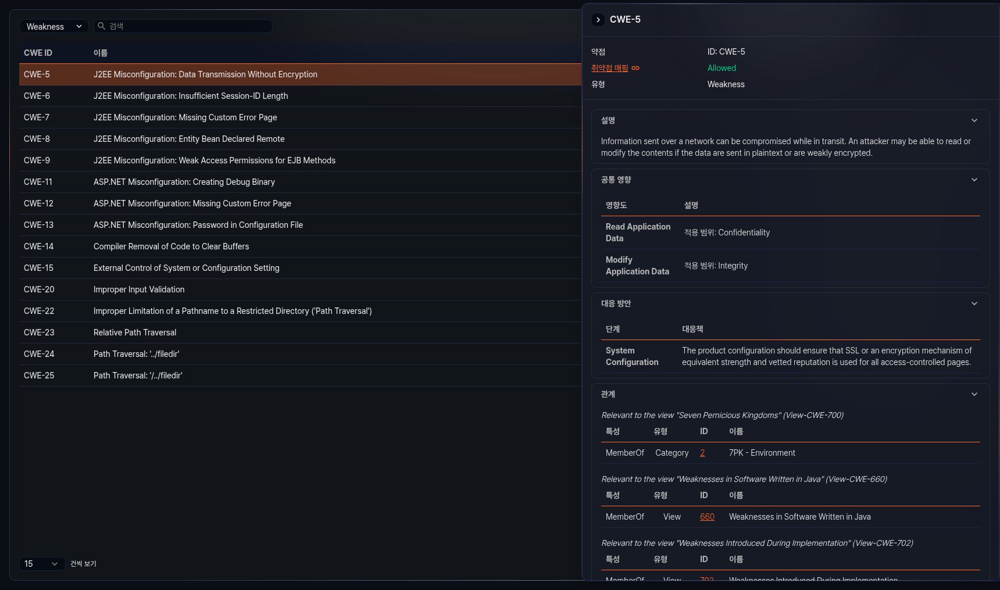 Weakness
검색
CWE ID 이름
CWE-5 J2EE Misconfiguration: Data Transmission Without Encryption
CWE-6 J2EE Misconfiguration: Insufficient Session-ID Length
CWE-7 J2EE Misconfiguration: Missing Custom Error Page
CWE-8 J2EE Misconfiguration: Entity Bean Declared Remote
CWE-9 J2EE Misconfiguration: Weak Access Permissions for EJB Methods
CWE-11 ASP.NET Misconfiguration: Creating Debug Binary
CWE-12 ASP.NET Misconfiguration: Missing Custom Error Page
CWE-13 ASP.NET Misconfiguration: Password in Configuration File
CWE-14 Compiler Removal of Code to Clear Buffers
CWE-15 External Control of System or Configuration Setting
CWE-20 Improper Input Validation
CWE-22 Improper Limitation of a Pathname to a Restricted Directory ('Path Traversal')
CWE-23 Relative Path Traversal
CWE-24 Path Traversal: '../filedir'
CWE-25 Path Traversal: '/../filedir'
15 건씩 보기
CWE-5
약점 ID: CWE-5
취약점 매핑 Allowed
유형 Weakness
설명
Information sent over a network can be compromised while in transit. An attacker may be able to read or
modify the contents if the data are sent in plaintext or are weakly encrypted.
공통 영향
영향도 설명
Read Application
Data
적용 범위: Confidentiality
Modify
Application Data
적용 범위: Integrity
대응 방안
단계 대응책
System
Configuration
The product configuration should ensure that SSL or an encryption mechanism of
equivalent strength and vetted reputation is used for all access-controlled pages.
관계
Relevant to the view "Seven Pernicious Kingdoms" (View-CWE-700)
특성 유형 ID 이름
MemberOf Category 2 7PK - Environment
Relevant to the view "Weaknesses in Software Written in Java" (View-CWE-660)
특성 유형 ID 이름
MemberOf View 660 Weaknesses in Software Written in Java
Relevant to the view "Weaknesses Introduced During Implementation" (View-CWE-702)
특성 유형 ID 이름
MemberOf View 702 Weaknesses Introduced During Implementation